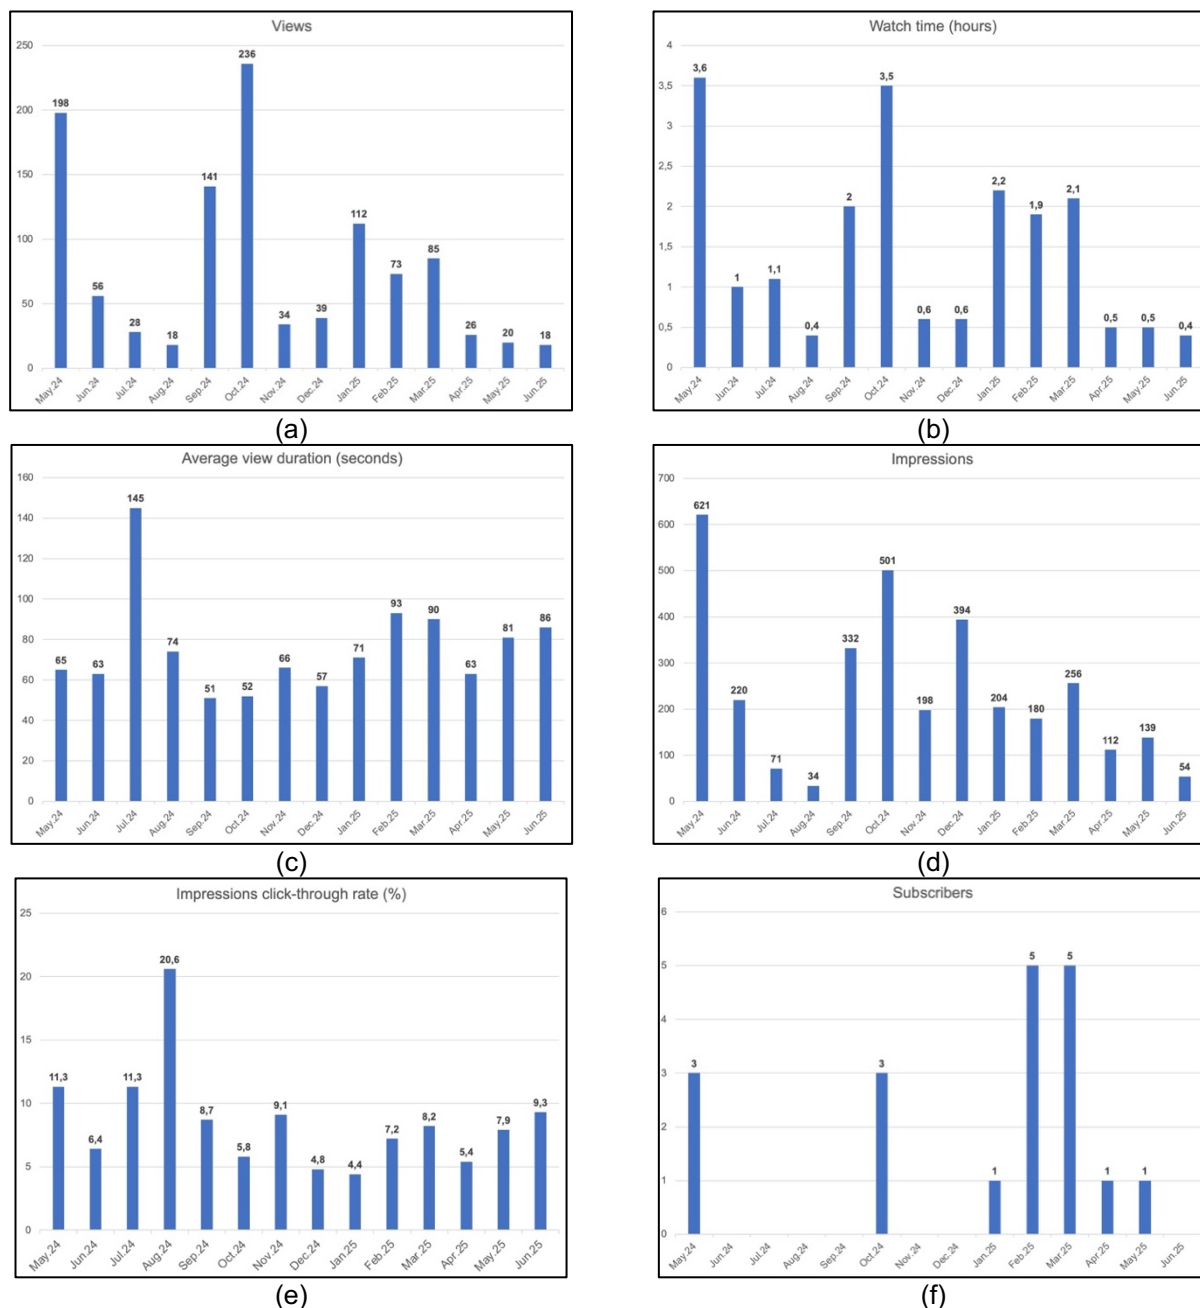 Views
250
200
150
100
50
0
198
56
28
18
141
236
34
39
112
73
85
26
20
18
May.24
Jun.24
Jul.24
Aug.24
Sep.24
Oct.24
Nov.24
Dec.24
Jan.25
Feb.25
Mar.25
Apr.25
May.25
Jun.25
(a)
Watch time (hours)
4
3,5
3
2,5
2
1,5
1
0,5
0
3,6
1
1,1
0,4
2
3,5
0,6
0,6
2,2
1,9
2,1
0,5
0,5
0,4
May.24
Jun.24
Jul.24
Aug.24
Sep.24
Oct.24
Nov.24
Dec.24
Jan.25
Feb.25
Mar.25
Apr.25
May.25
Jun.25
(b)
Average view duration (seconds)
160
140
120
100
80
60
40
20
0
65
63
145
74
51
52
66
57
71
93
90
63
81
86
May.24
Jun.24
Jul.24
Aug.24
Sep.24
Oct.24
Nov.24
Dec.24
Jan.25
Feb.25
Mar.25
Apr.25
May.25
Jun.25
(c)
Impressions
700
600
500
400
300
200
100
0
621
220
71
34
332
501
198
394
204
180
256
112
139
54
May.24
Jun.24
Jul.24
Aug.24
Sep.24
Oct.24
Nov.24
Dec.24
Jan.25
Feb.25
Mar.25
Apr.25
May.25
Jun.25
(d)
Impressions click-through rate (%)
25
20
15
10
5
0
11,3
6,4
11,3
20,6
8,7
5,8
9,1
4,8
4,4
7,2
8,2
5,4
7,9
9,3
May.24
Jun.24
Jul.24
Aug.24
Sep.24
Oct.24
Nov.24
Dec.24
Jan.25
Feb.25
Mar.25
Apr.25
May.25
Jun.25
(e)
Subscribers
6
5
4
3
2
1
0
3
3
1
5
5
1
1
May.24
Jun.24
Jul.24
Aug.24
Sep.24
Oct.24
Nov.24
Dec.24
Jan.25
Feb.25
Mar.25
Apr.25
May.25
Jun.25
(f)